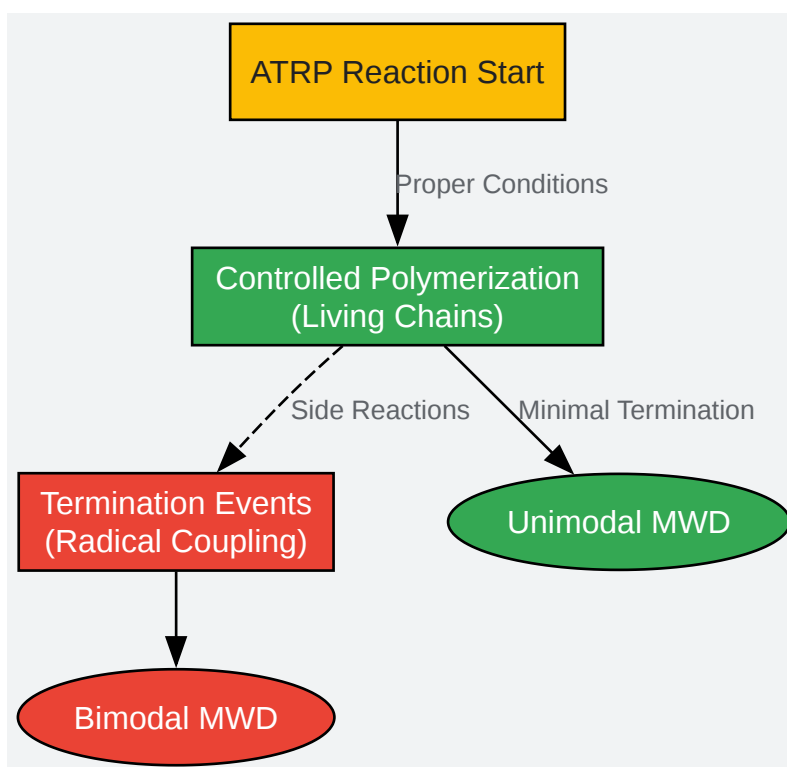 ATRP Reaction Start
Proper Conditions
Controlled Polymerization
(Living Chains)
Side Reactions
Minimal Termination
Termination Events
(Radical Coupling)
Unimodal MWD
Bimodal MWD